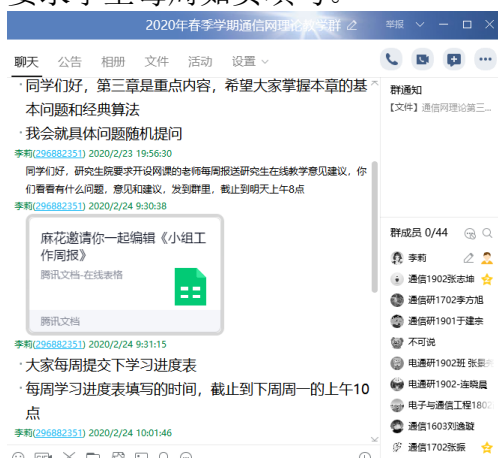 2020年春季学期通信网理论教学群
举报
聊天 公告 相册 文件 活动 设置
·同学们好，第三章是重点内容，希望大家掌握本章的基
本问题和经典算法
·我会就具体问题随机提问
李莉(296882351) 2020/2/23 19:56:30
同学们好，研究生院要求开设网课的老师每周报送研究生在线教学意见建议，你
们看看有什么问题，意见和建议，发到群里，截止到明天上午8点
李莉(296882351) 2020/2/24 9:30:38
麻花邀请你一起编辑《小组工
作周报》
腾讯文档-在线表格
腾讯文档
李莉(296882351) 2020/2/24 9:31:15
·大家每周提交下学习进度表
·每周学习进度表填写的时间，截止到下周周一的上午10
点
李莉(296882351) 2020/2/24 10:01:46
群通知
【文件】通信网理论第三...
群成员 0/44
李莉
通信1902张志坤
通信研1702李方旭
通信研1901于建宗
不可说
电通研1902班 张
电通研1902-连晓晨
电子与通信工程1802
通信1603刘逸璇
通信1702张振